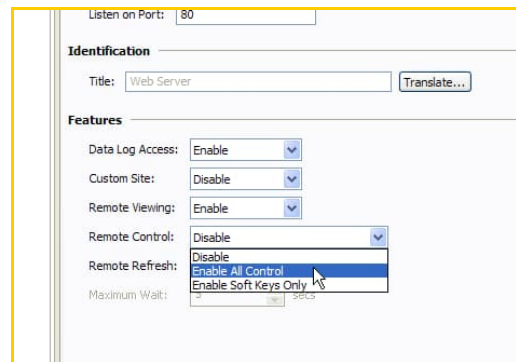 Listen on Port: 80
Identification
Title: Web Server Translate...
Features
Data Log Access: Enable
Custom Site: Disable
Remote Viewing: Enable
Remote Control: Disable
Disable
Remote Refresh: Enable All Control
Enable Soft Keys Only
Maximum Wait: secs